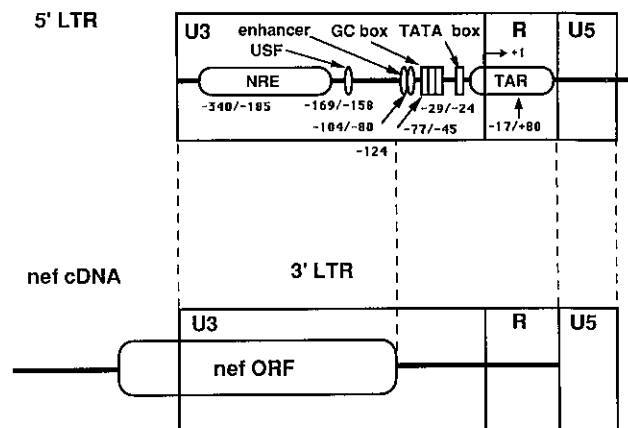 5' LTR
U3
enhancer
GC box
TATA box
R
U5
USF
+1
NRE
TAR
-340/-185
-169/-158
-29/-24
-104/-80
-77/-45
-17/+80
-124
nef cDNA
3' LTR
U3
R
U5
nef ORF